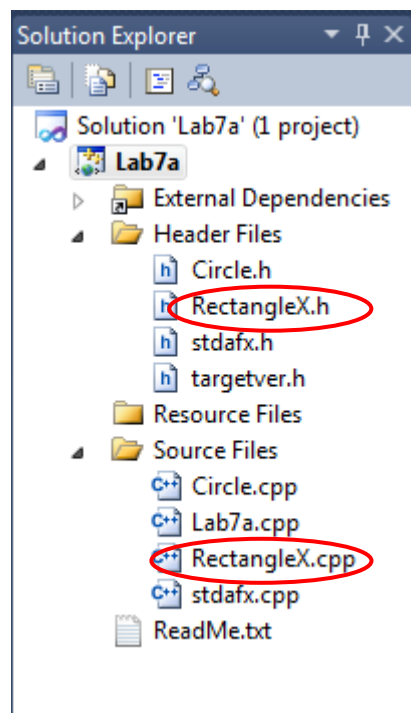 Solution Explorer
Solution 'Lab7a' (1 project)
Lab7a
External Dependencies
Header Files
Circle.h
RectangleX.h
stdafx.h
targetver.h
Resource Files
Source Files
Circle.cpp
Lab7a.cpp
RectangleX.cpp
stdafx.cpp
ReadMe.txt